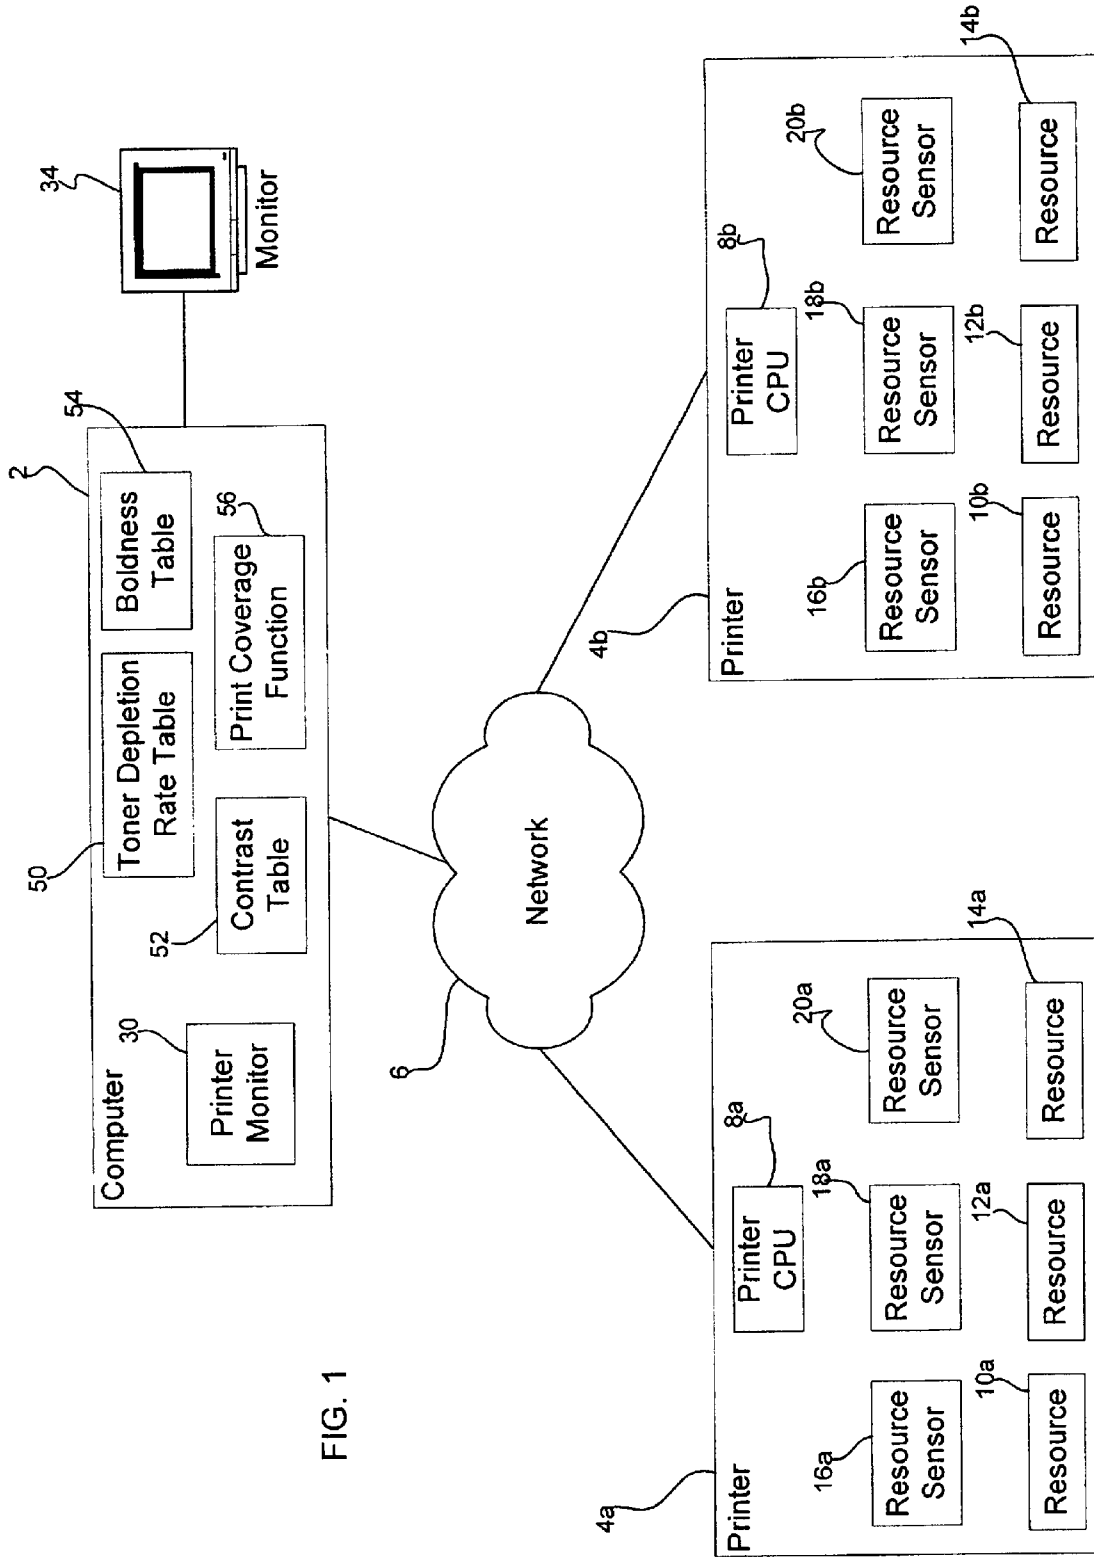 2
34
Computer
50
Toner Depletion
Rate Table
54
Boldness
Table
30
Printer
Monitor
52
Contrast
Table
56
Print Coverage
Function
Monitor
FIG. 1
6
Network
4a
Printer
8a
Printer
CPU
16a
Resource
Sensor
18a
Resource
Sensor
20a
Resource
Sensor
10a
Resource
12a
Resource
14a
Resource
4b
Printer
8b
Printer
CPU
16b
Resource
Sensor
18b
Resource
Sensor
20b
Resource
Sensor
10b
Resource
12b
Resource
14b
Resource